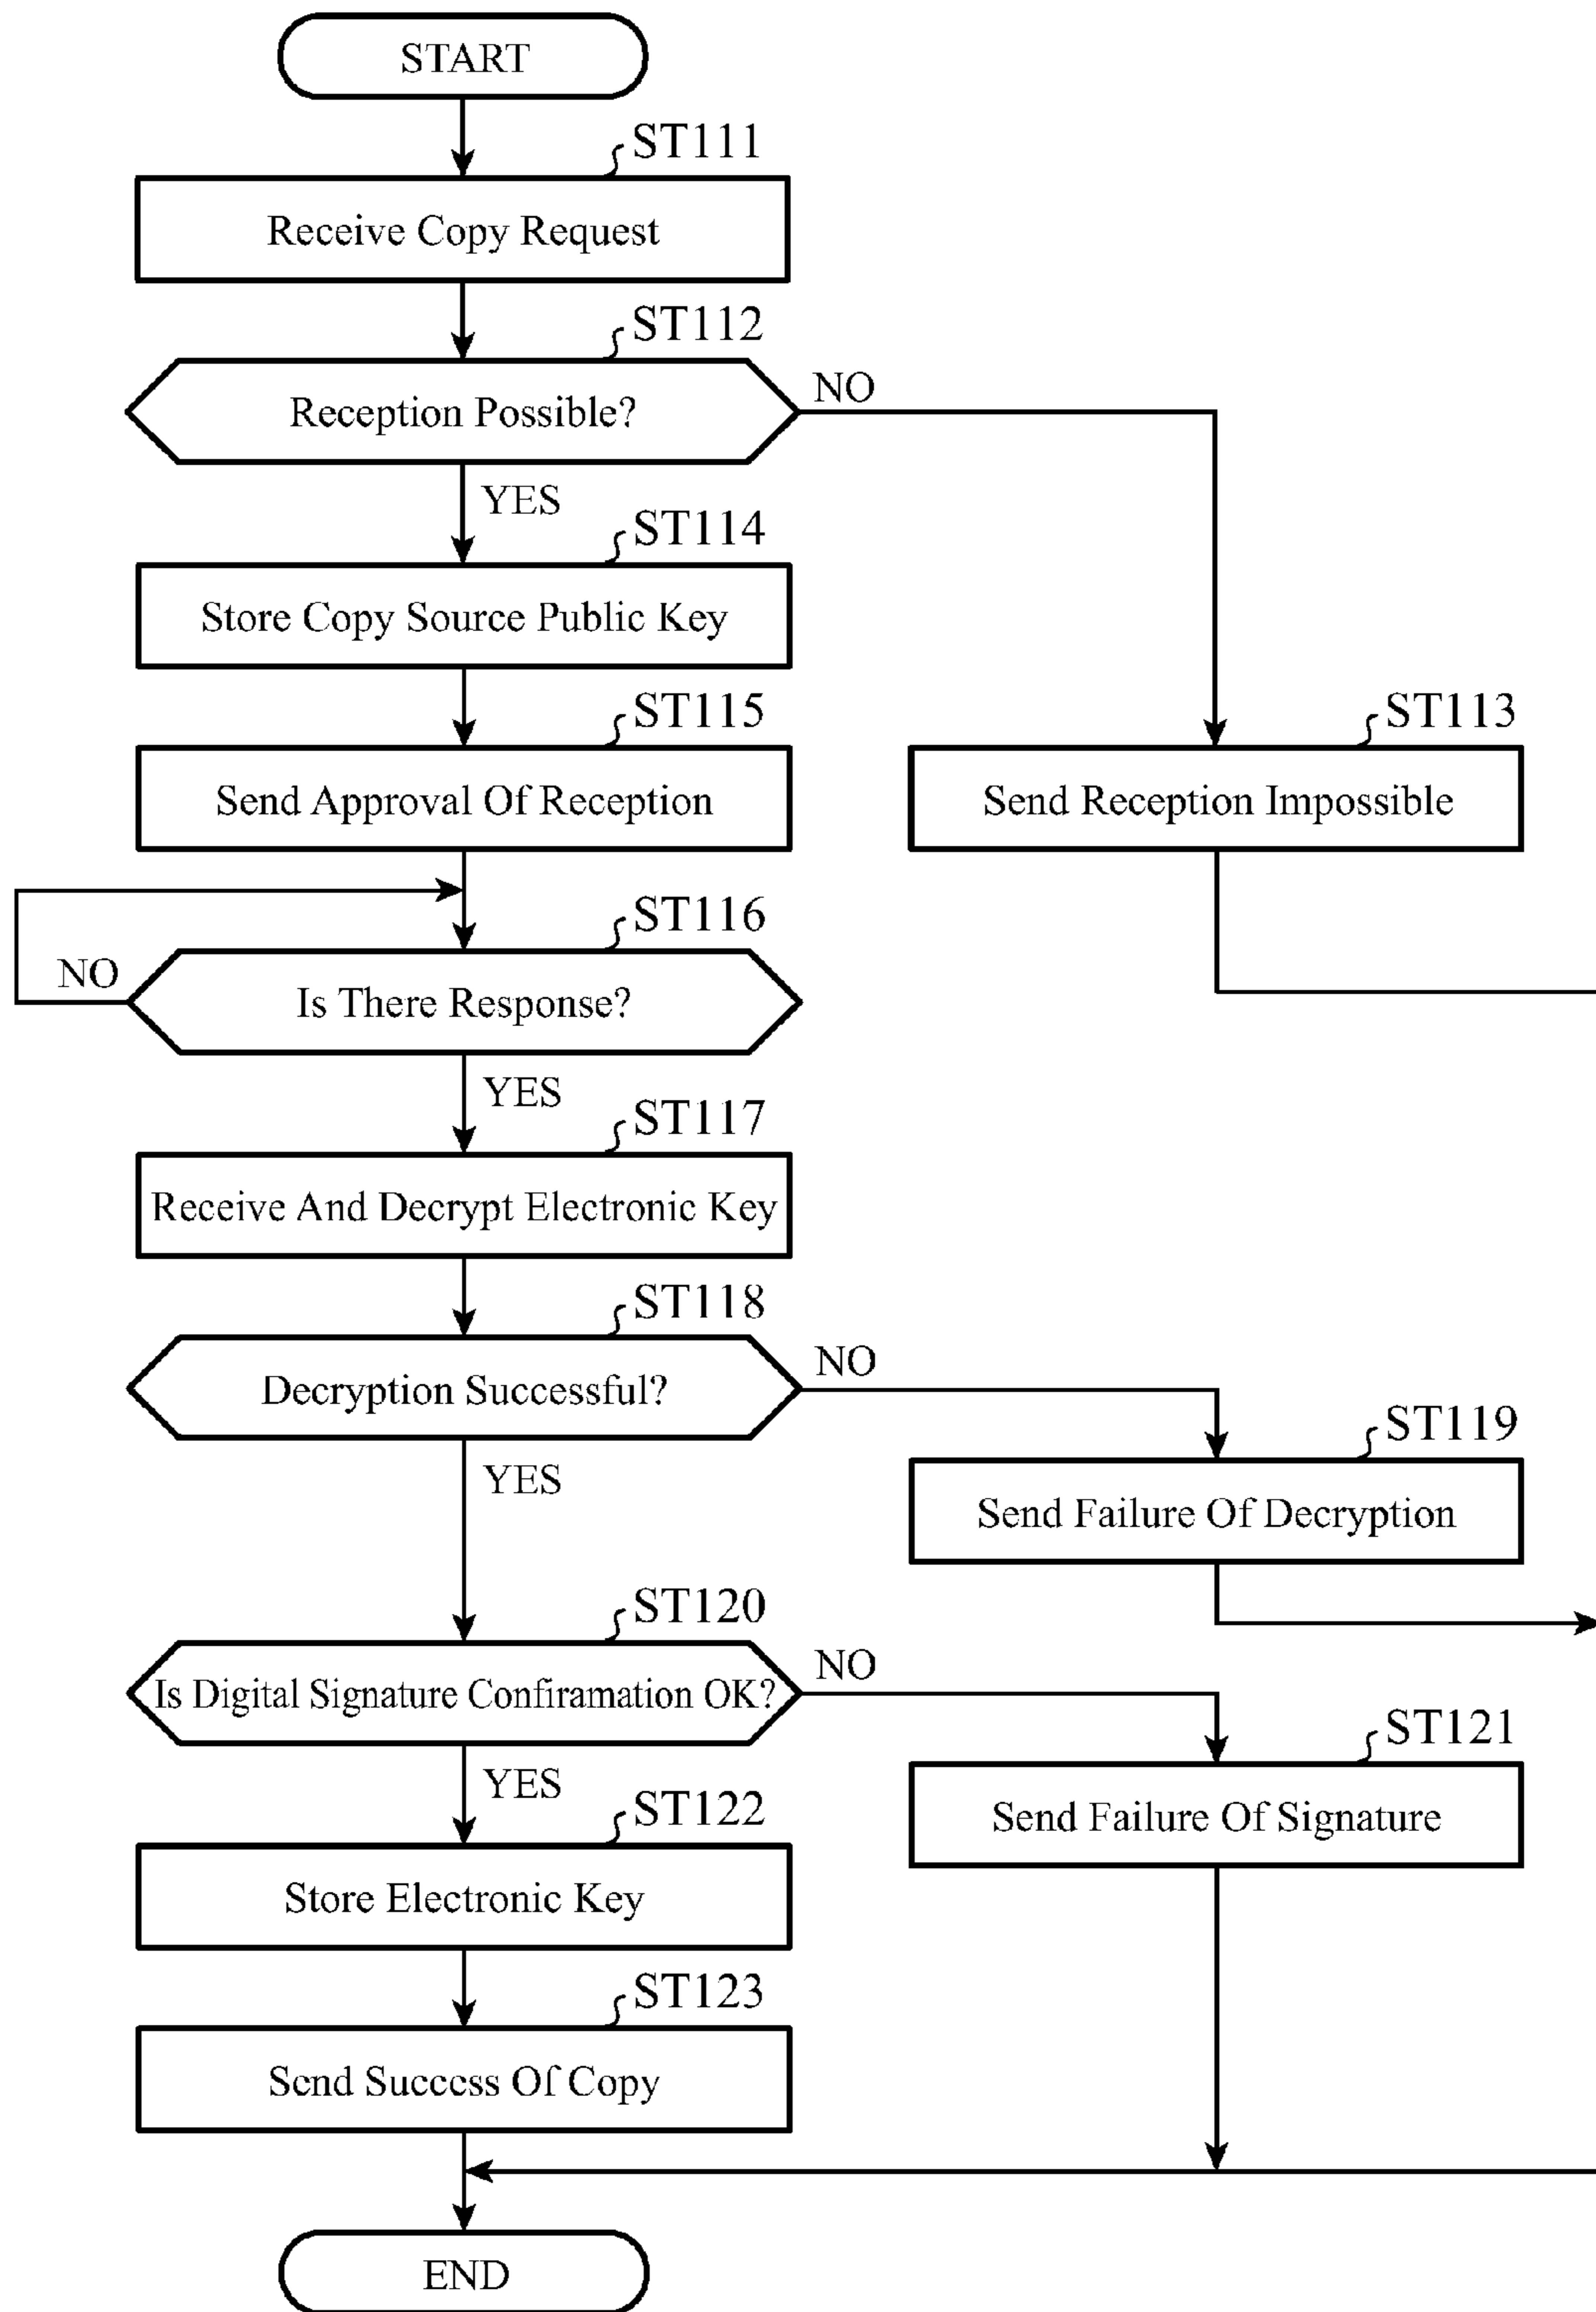 START
ST111
Receive Copy Request
ST112
Reception Possible?
NO
YES
ST114
Store Copy Source Public Key
ST115
Send Approval Of Reception
ST113
Send Reception Impossible
ST116
Is There Response?
NO
YES
ST117
Receive And Decrypt Electronic Key
ST118
Decryption Successful?
NO
YES
ST119
Send Failure Of Decryption
ST120
Is Digital Signature Confiramation OK?
NO
YES
ST121
Send Failure Of Signature
ST122
Store Electronic Key
ST123
Send Success Of Copy
END